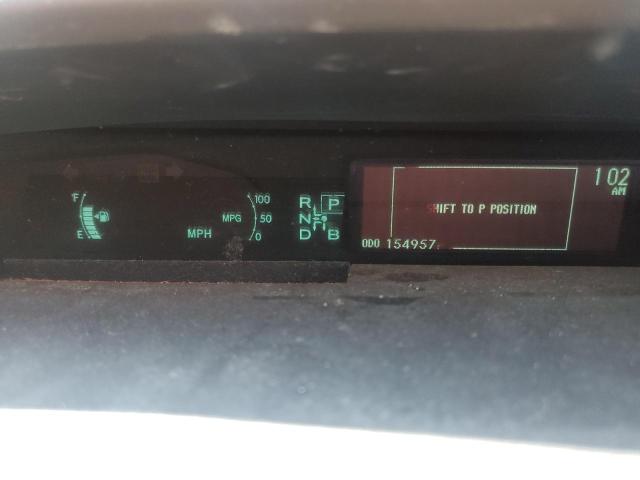 F
E
MPH
100
MPG 50
0
R P
N
D B
SHIFT TO P POSITION
ODO 154957
1 02
AM